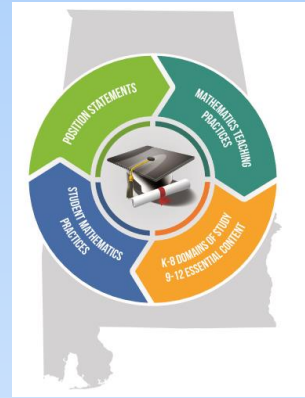 POSITION STATEMENTS
MATHEMATICS TEACHING
PRACTICES
STUDENT MATHEMATICS
PRACTICES
K-8 DOMAINS OF STUDY
9-12 ESSENTIAL CONTENT